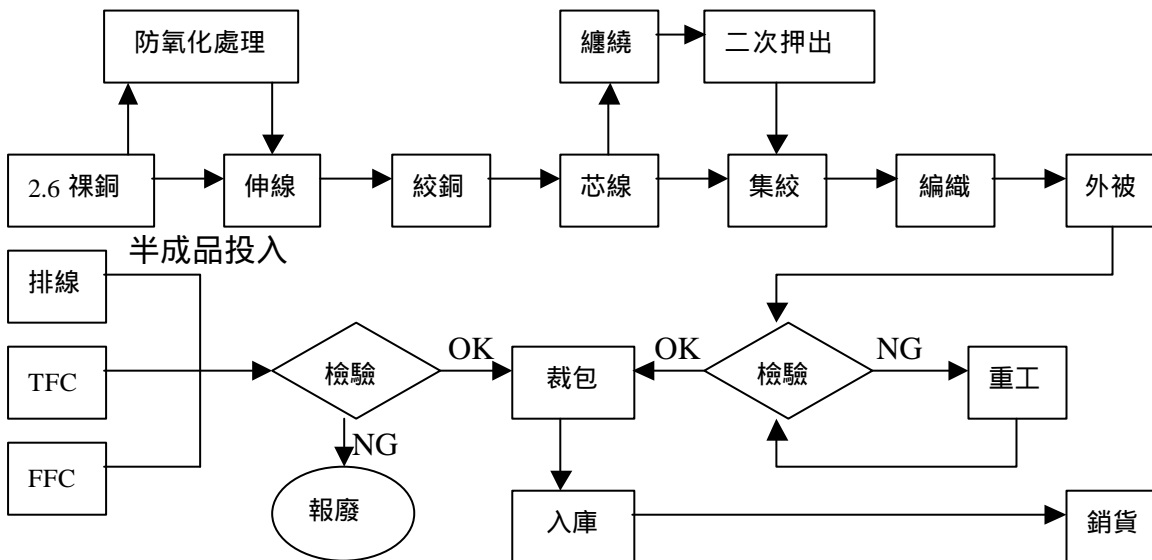 防氧化處理
纏繞
二次押出
2.6 裸銅
伸線
絞銅
芯線
集絞
編織
外被
半成品投入
排線
TFC
FFC
檢驗
OK
NG
報廢
裁包
OK
檢驗
NG
重工
入庫
銷貨